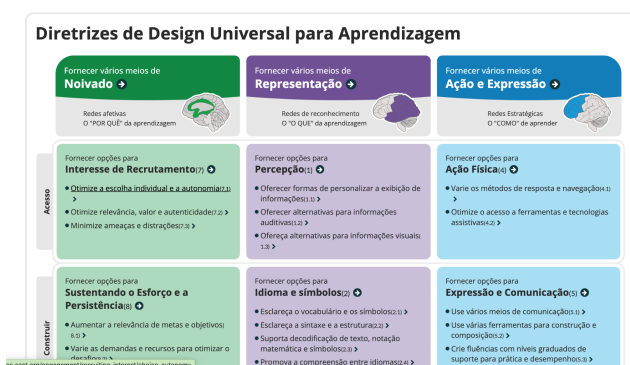 Diretrizes de Design Universal para Aprendizagem
Fornecer vários meios de
Noivado
Redes afetivas
O "POR QUÊ" da aprendizagem
Fornecer vários meios de
Representação
Redes de reconhecimento
O "O QUE" da aprendizagem
Fornecer vários meios de
Ação e Expressão
Redes Estratégicas
O "COMO" de aprender
Acesso
Fornecer opções para
Interesse de Recrutamento(7)
Otimize a escolha individual e a autonomia(7.1)
Otimize relevância, valor e autenticidade(7.2)
Minimize ameaças e distrações(7.3)
Fornecer opções para
Percepção(1)
Oferecer formas de personalizar a exibição de
informações(1.1)
Oferecer alternativas para informações
auditivas(1.2)
Ofereça alternativas para informações visuais(
1.3)
Fornecer opções para
Ação Física(4)
Varie os métodos de resposta e navegação(4.1)
Otimize o acesso a ferramentas e tecnologias
assistivas(4.2)
Construir
Fornecer opções para
Sustentando o Esforço e a
Persistência(8)
Aumentar a relevância de metas e objetivos(
8.1)
Varie as demandas e recursos para otimizar o
desafio(8.2)
Fornecer opções para
Idioma e símbolos(2)
Esclareça o vocabulário e os símbolos(2.1)
Esclareça a sintaxe e a estrutura(2.2)
Suporta decodificação de texto, notação
matemática e símbolos(2.3)
Promova a compreensão entre idiomas(2.4)
Fornecer opções para
Expressão e Comunicação(5)
Use vários meios de comunicação(5.1)
Use várias ferramentas para construção e
composição(5.2)
Crie fluências com níveis graduados de
suporte para prática e desempenho(5.3)